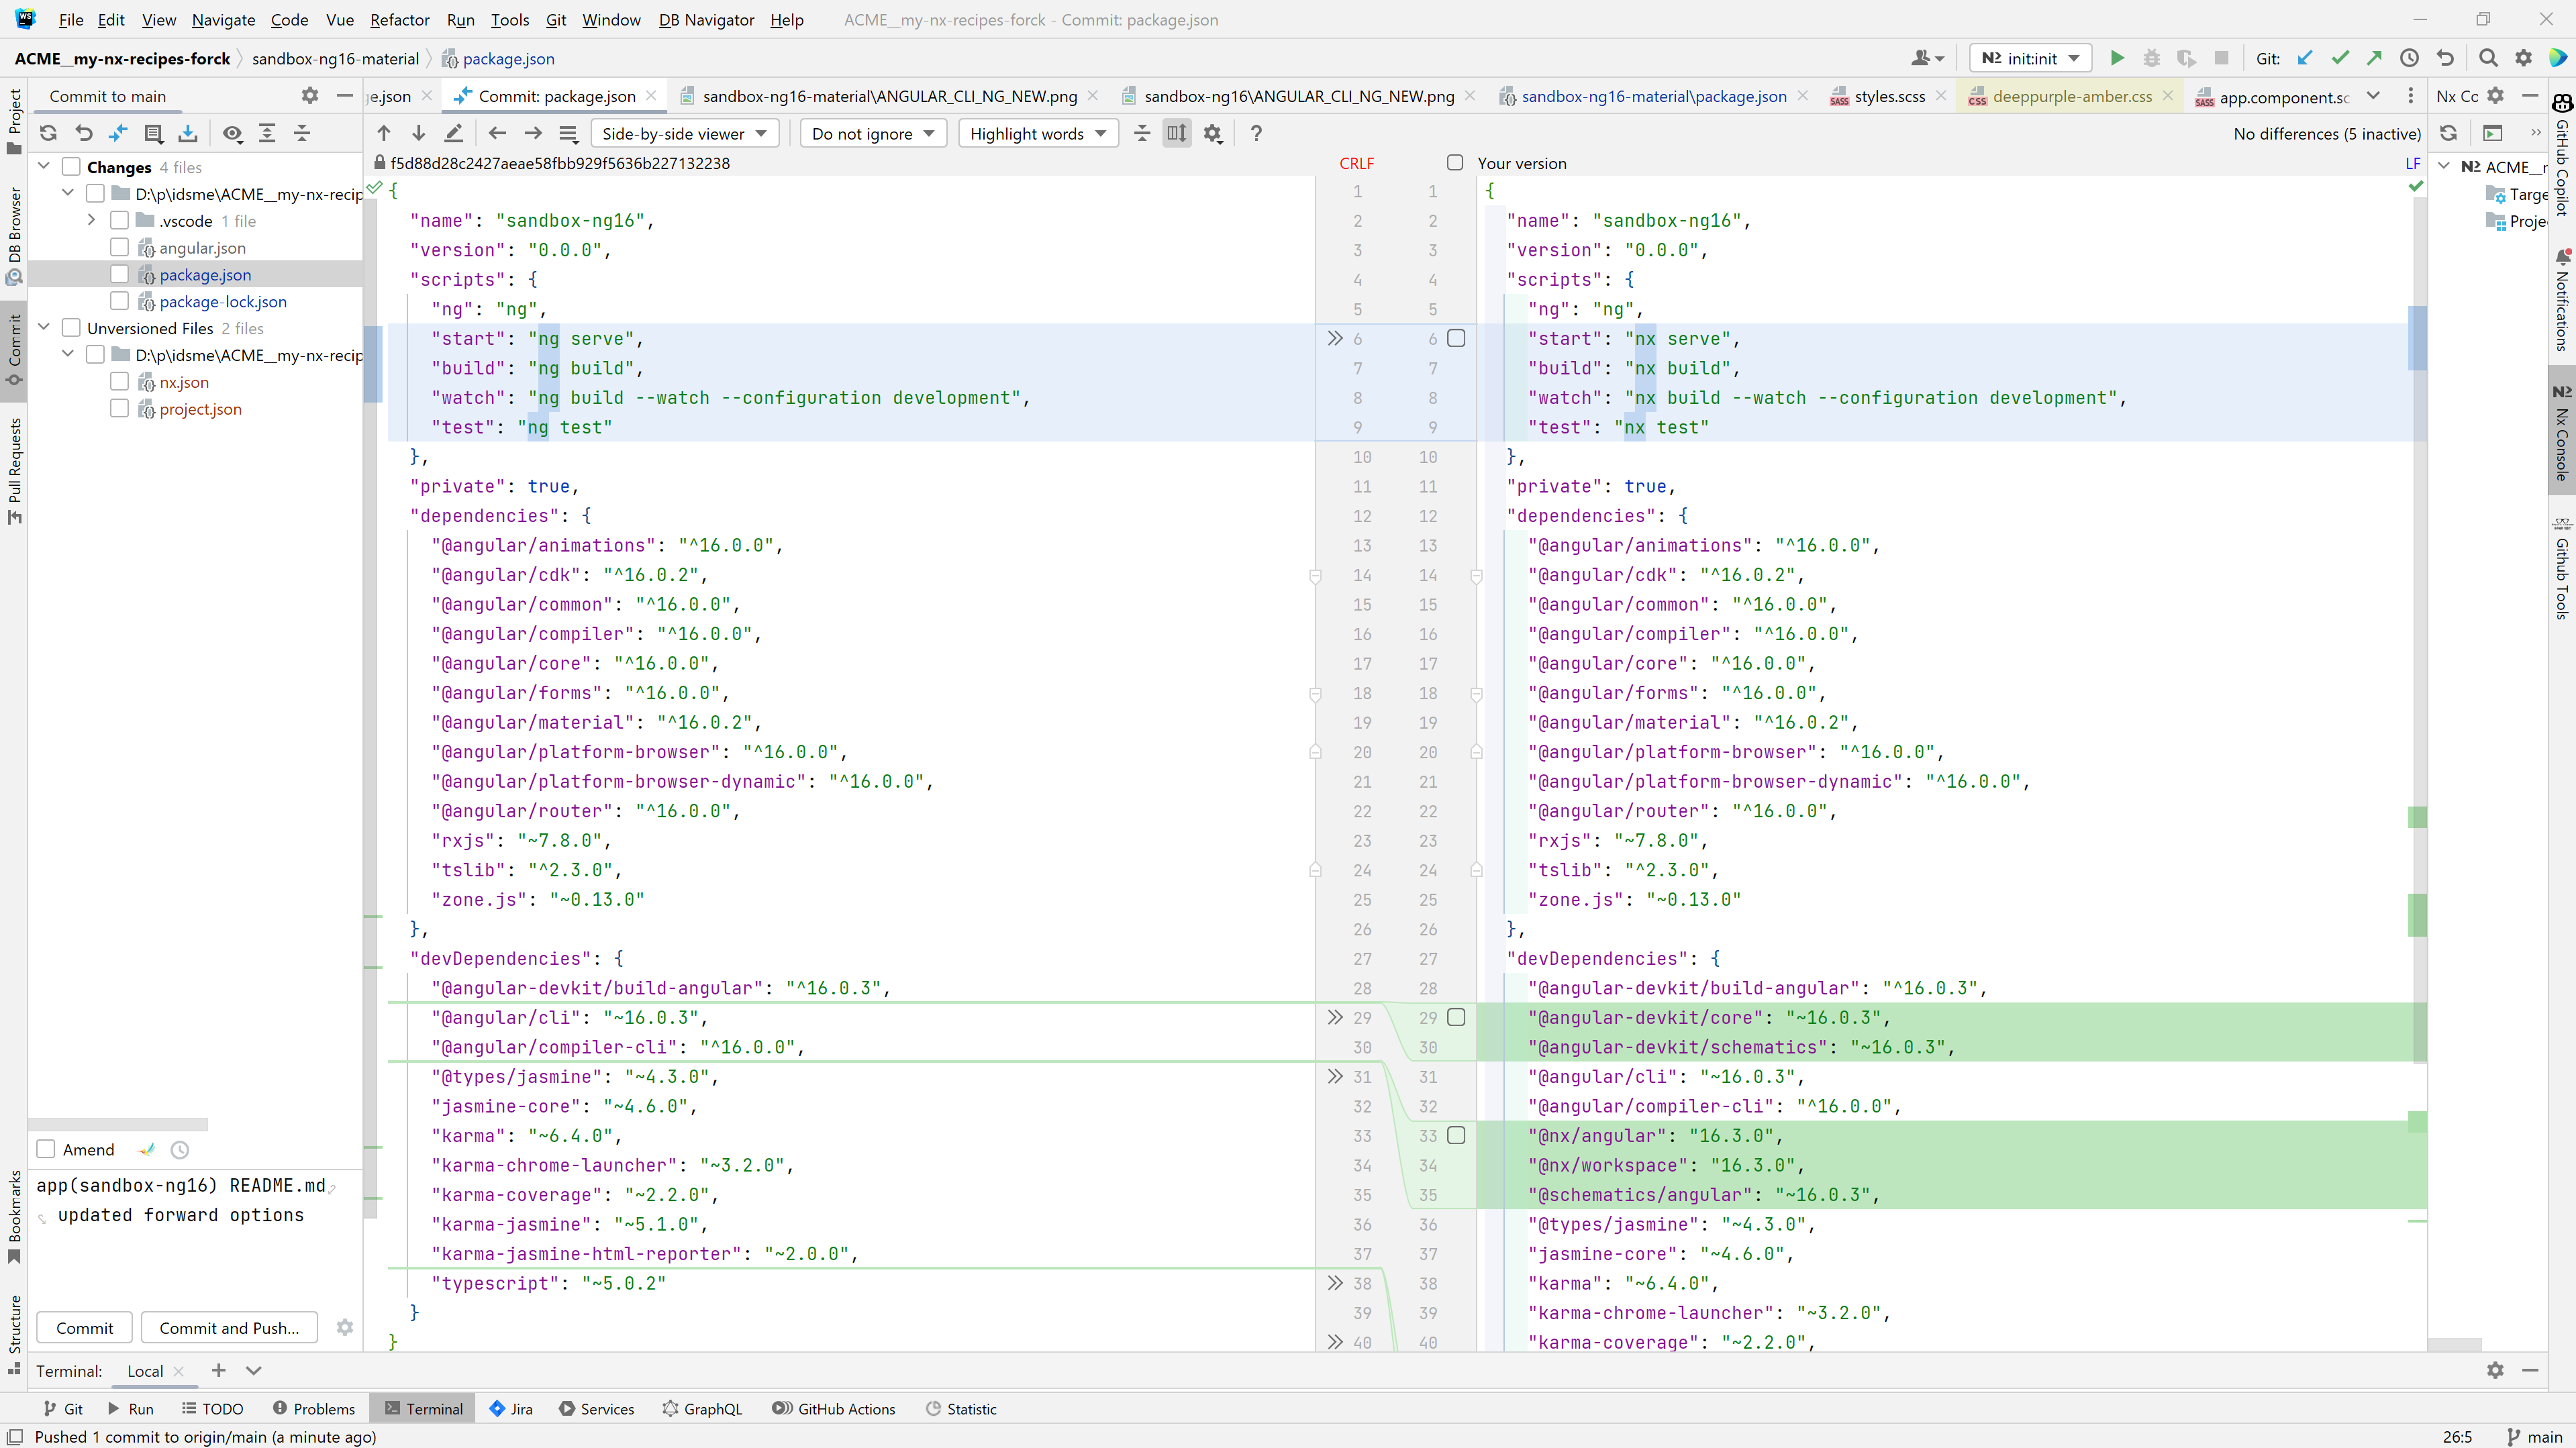 WS File Edit View Navigate Code Vue Refactor Run Tools Git Window DB Navigator Help ACME__my-nx-recipes-forck - Commit: package.json
ACME__my-nx-recipes-forck sandbox-ng16-material package.json init:init Git:
Commit to main
e.json Commit: package.json sandbox-ng16-material\ANGULAR_CLI_NG_NEW.png sandbox-ng16\ANGULAR_CLI_NG_NEW.png sandbox-ng16-material\package.json styles.scss deeppurple-amber.css app.component.sc Nx Cc
Side-by-side viewer Do not ignore Highlight words ? No differences (5 inactive)
f5d88d28c2427aeae58fbb929f5636b227132238 CRLF Your version LF
Project
DB Browser
Commit
Pull Requests
Bookmarks
Structure
Changes 4 files
D:\p\idsme\ACME__my-nx-recip
.vscode 1 file
angular.json
package.json
package-lock.json
Unversioned Files 2 files
D:\p\idsme\ACME__my-nx-recip
nx.json
project.json
Amend
app(sandbox-ng16) README.md
updated forward options
Commit Commit and Push...
{
"name": "sandbox-ng16",
"version": "0.0.0",
"scripts": {
"ng": "ng",
"start": "ng serve",
"build": "ng build",
"watch": "ng build --watch --configuration development",
"test": "ng test"
},
"private": true,
"dependencies": {
"@angular/animations": "^16.0.0",
"@angular/cdk": "^16.0.2",
"@angular/common": "^16.0.0",
"@angular/compiler": "^16.0.0",
"@angular/core": "^16.0.0",
"@angular/forms": "^16.0.0",
"@angular/material": "^16.0.2",
"@angular/platform-browser": "^16.0.0",
"@angular/platform-browser-dynamic": "^16.0.0",
"@angular/router": "^16.0.0",
"rxjs": "~7.8.0",
"tslib": "^2.3.0",
"zone.js": "~0.13.0"
},
"devDependencies": {
"@angular-devkit/build-angular": "^16.0.3",
"@angular/cli": "~16.0.3",
"@angular/compiler-cli": "^16.0.0",
"@types/jasmine": "~4.3.0",
"jasmine-core": "~4.6.0",
"karma": "~6.4.0",
"karma-chrome-launcher": "~3.2.0",
"karma-coverage": "~2.2.0",
"karma-jasmine": "~5.1.0",
"karma-jasmine-html-reporter": "~2.0.0",
"typescript": "~5.0.2"
}
}
1 1
2 2
3 3
4 4
5 5
6 6
7 7
8 8
9 9
10 10
11 11
12 12
13 13
14 14
15 15
16 16
17 17
18 18
19 19
20 20
21 21
22 22
23 23
24 24
25 25
26 26
27 27
28 28
29 29
30 30
31 31
32 32
33 33
34 34
35 35
36 36
37 37
38 38
39 39
40 40
{
"name": "sandbox-ng16",
"version": "0.0.0",
"scripts": {
"ng": "ng",
"start": "nx serve",
"build": "nx build",
"watch": "nx build --watch --configuration development",
"test": "nx test"
},
"private": true,
"dependencies": {
"@angular/animations": "^16.0.0",
"@angular/cdk": "^16.0.2",
"@angular/common": "^16.0.0",
"@angular/compiler": "^16.0.0",
"@angular/core": "^16.0.0",
"@angular/forms": "^16.0.0",
"@angular/material": "^16.0.2",
"@angular/platform-browser": "^16.0.0",
"@angular/platform-browser-dynamic": "^16.0.0",
"@angular/router": "^16.0.0",
"rxjs": "~7.8.0",
"tslib": "^2.3.0",
"zone.js": "~0.13.0"
},
"devDependencies": {
"@angular-devkit/build-angular": "^16.0.3",
"@angular-devkit/core": "~16.0.3",
"@angular-devkit/schematics": "~16.0.3",
"@angular/cli": "~16.0.3",
"@angular/compiler-cli": "^16.0.0",
"@nx/angular": "16.3.0",
"@nx/workspace": "16.3.0",
"@schematics/angular": "~16.0.3",
"@types/jasmine": "~4.3.0",
"jasmine-core": "~4.6.0",
"karma": "~6.4.0",
"karma-chrome-launcher": "~3.2.0",
"karma-coverage": "~2.2.0",
ACME__r
Targe
Proje
GitHub Copilot
Notifications
Nx Console
Github Tools
Terminal: Local
Git Run TODO Problems Terminal Jira Services GraphQL GitHub Actions Statistic
Pushed 1 commit to origin/main (a minute ago) 26:5 main